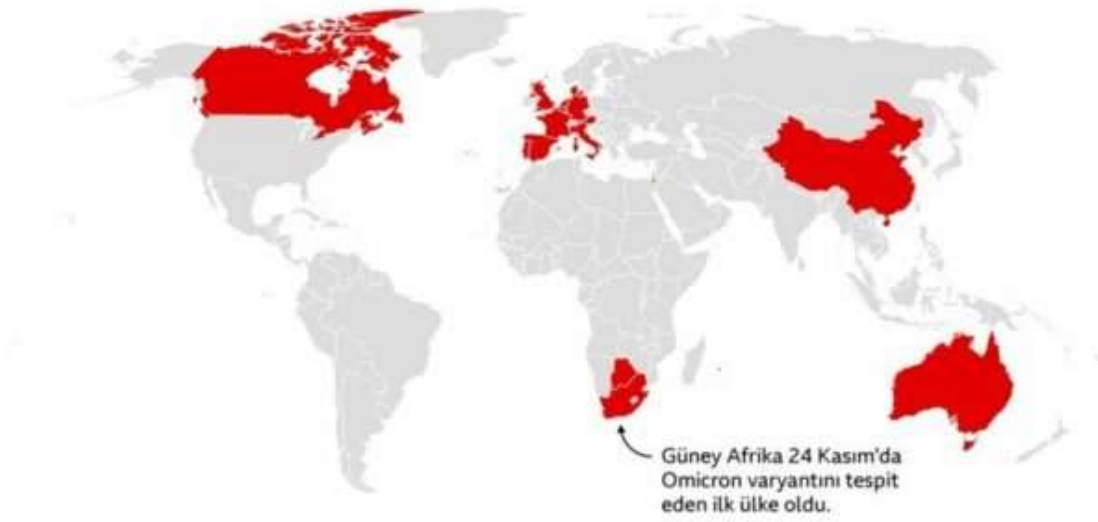 Güney Afrika 24 Kasım'da
Omicron varyantını tespit
eden ilk ülke oldu.